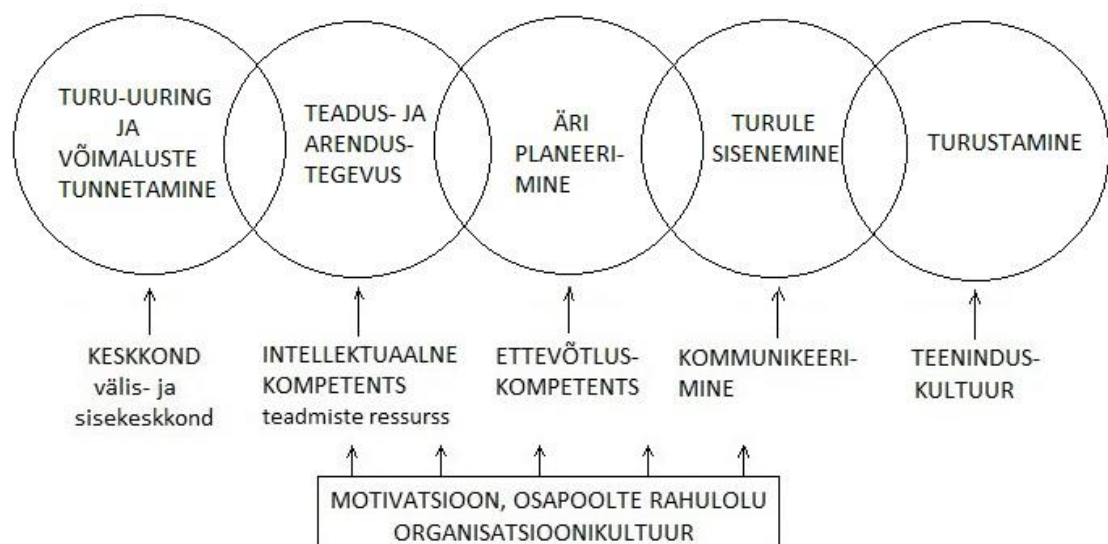 TURU-UURING
JA
VÕIMALUSTE
TUNNETAMINE
TEADUS- JA
ARENDUS-
TEGEVUS
ÄRI
PLANEERI-
MINE
TURULE
SISENEMINE
TURUSTAMINE
KESKKOND
välis- ja
sisekeskkond
INTELLEKTUAALNE
KOMPETENTS
teadmiste ressurss
ETTEVÕTLUS-
KOMPETENTS
KOMMUNIKEERI-
MINE
TEENINDUS-
KULTUUR
MOTIVATSIOON, OSAPOOLTE RAHULOLU
ORGANISATSIOONIKULTUUR